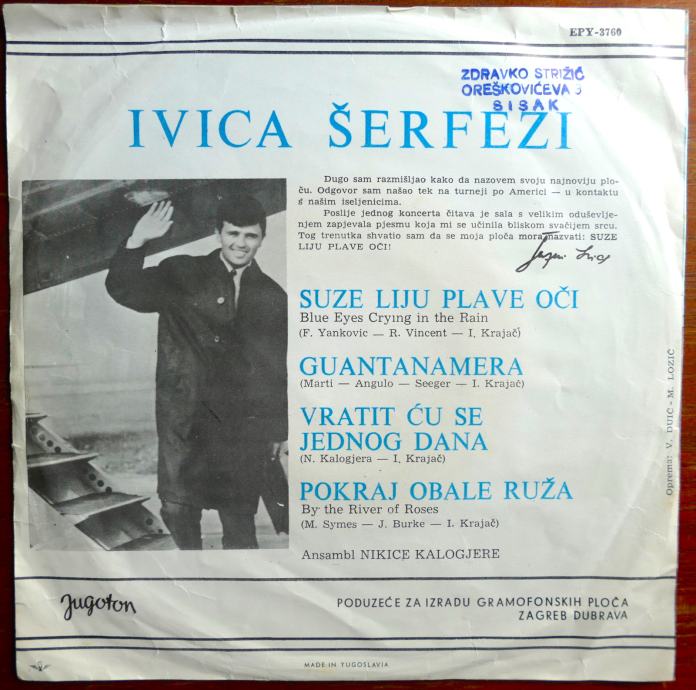 EPY-3760
ZDRAVKO STRIŽIĆ
OREŠKOVIĆEVA
SISAK
IVICA ŠERFEZI
Dugo sam razmišljao kako da nazovem svoju najnoviju plo-
ču. Odgovor sam našao tek na turneji po Americi — u kontaktu
s našim iseljenicima.
Poslije jednog koncerta čitava je sala s velikim oduševlje-
njem zapjevala pjesmu koja mi se učinila bliskom svačijem srcu.
Tog trenutka shvatio sam da se moja ploča mora nazvati: SUZE
LIJU PLAVE OČI!
SUZE LIJU PLAVE OČI
Blue Eyes Crying in the Rain
(F. Yankovic — R. Vincent — I. Krajač)
GUANTANAMERA
(Marti — Angulo — Seeger — I. Krajač)
VRATIT ĆU SE
JEDNOG DANA
(N. Kalogjera — I. Krajač)
POKRAJ OBALE RUŽA
By the River of Roses
(M. Symes — J. Burke — I. Krajač)
Ansambl NIKICE KALOGJERE
Oprema: V. DUIĆ - M. LOZIĆ
Jugoton
PODUZEĆE ZA IZRADU GRAMOFONSKIH PLOČA
ZAGREB DUBRAVA
MADE IN YUGOSLAVIA